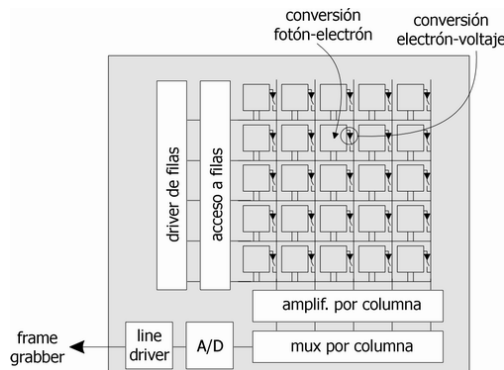 conversión
fotón-electrón
conversión
electrón-voltaje
driver de filas
acceso a filas
amplif. por columna
frame
grabber
line
driver
A/D
mux por columna